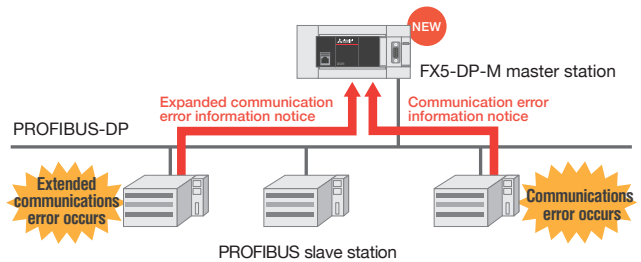 NEW
FX5-DP-M master station
Expanded communication
error information notice
Communication error
information notice
PROFIBUS-DP
Extended
communications
error occurs
Communications
error occurs
PROFIBUS slave station